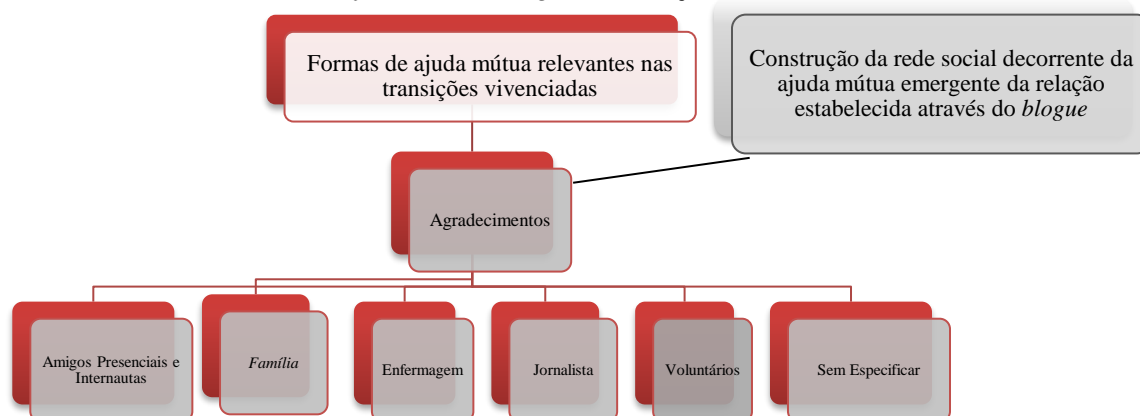 Formas de ajuda mútua relevantes nas
transições vivenciadas
Construção da rede social decorrente da
ajuda mútua emergente da relação
estabelecida através do blogue
Agradecimentos
Amigos Presenciais e
Internautas
Família
Enfermagem
Jornalista
Voluntários
Sem Especificar